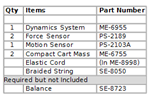 Qty Items Part Number
1 Dynamics System ME-6955
2 Force Sensor PS-2189
1 Motion Sensor PS-2103A
2 Compact Cart Mass ME-6755
Elastic Cord (In ME-8998)
Braided String SE-8050
Required but not included
Balance SE-8723